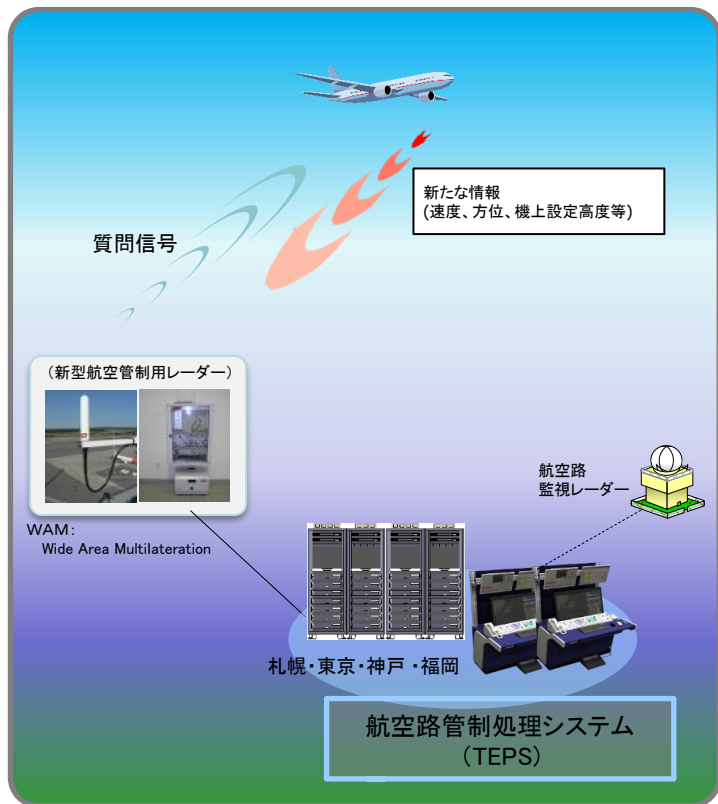 新たな情報
(速度、方位、機上設定高度等)
質問信号
（新型航空管制用レーダー）
航空路
監視レーダー
WAM：
Wide Area Multilateration
札幌・東京・神戸・福岡
航空路管制処理システム
（TEPS）